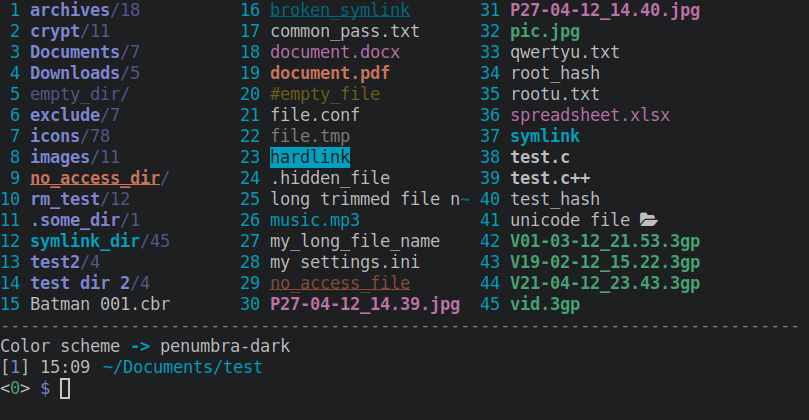 1 archives/18 16 broken_symlink 31 P27-04-12_14.40.jpg
2 crypt/11 17 common_pass.txt 32 pic.jpg
3 Documents/7 18 document.docx 33 qwertyu.txt
4 Downloads/5 19 document.pdf 34 root_hash
5 empty_dir/ 20 #empty_file 35 rootu.txt
6 exclude/7 21 file.conf 36 spreadsheet.xlsx
7 icons/78 22 file.tmp 37 symlink
8 images/11 23 hardlink 38 test.c
9 no_access_dir/ 24 .hidden_file 39 test.c++
10 rm_test/12 25 long trimmed file n~ 40 test_hash
11 .some_dir/1 26 music.mp3 41 unicode file 📂
12 symlink_dir/45 27 my_long_file_name 42 V01-03-12_21.53.3gp
13 test2/4 28 my settings.ini 43 V19-02-12_15.22.3gp
14 test dir 2/4 29 no_access_file 44 V21-04-12_23.43.3gp
15 Batman 001.cbr 30 P27-04-12_14.39.jpg 45 vid.3gp
--------------------------------------------------------------------------------
Color scheme -> penumbra-dark
[1] 15:09 ~/Documents/test
<0> $